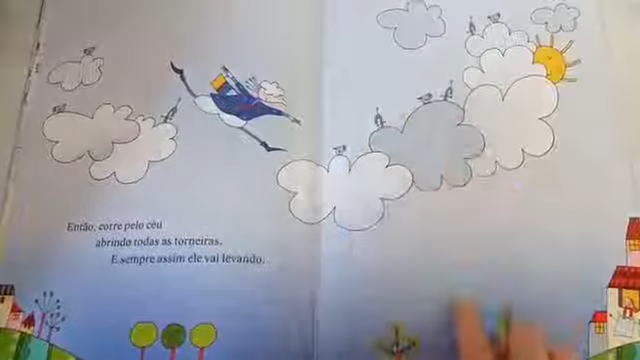 Então, corre pelo céu
abrindo todas as torneiras.
E sempre assim ele vai levando.